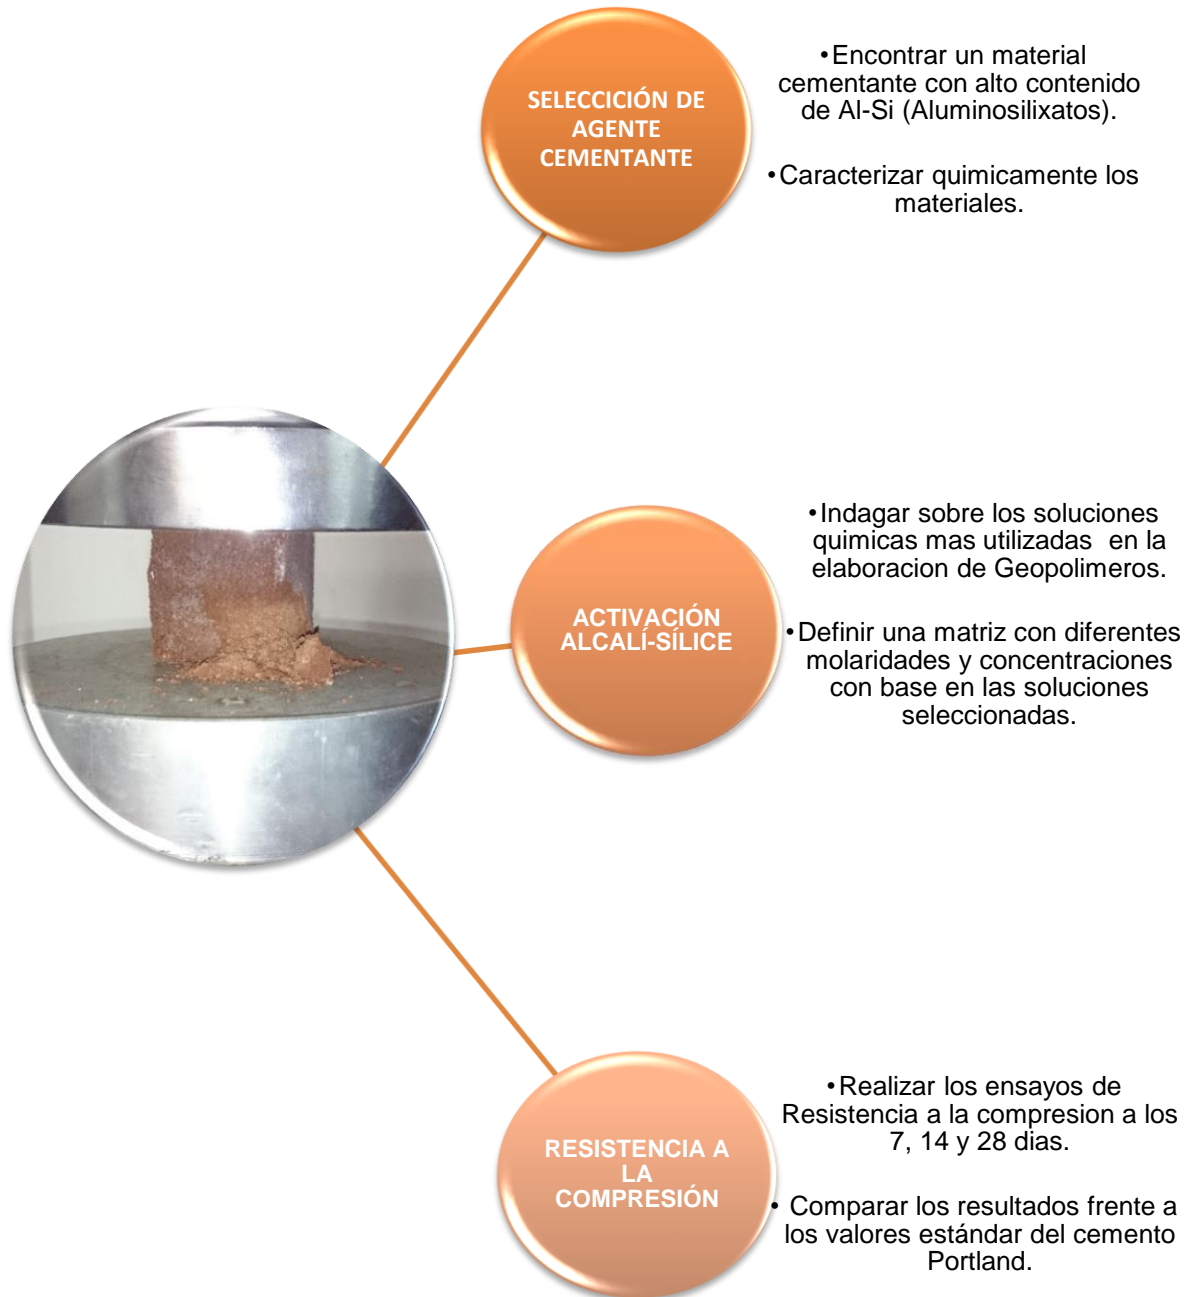 SELECCICIÓN DE
AGENTE
CEMENTANTE
•Encontrar un material
cementante con alto contenido
de Al-Si (Aluminosilixatos).
•Caracterizar quimicamente los
materiales.
ACTIVACIÓN
ALCALÍ-SÍLICE
•Indagar sobre los soluciones
quimicas mas utilizadas en la
elaboracion de Geopolimeros.
•Definir una matriz con diferentes
molaridades y concentraciones
con base en las soluciones
seleccionadas.
RESISTENCIA A
LA
COMPRESIÓN
•Realizar los ensayos de
Resistencia a la compresion a los
7, 14 y 28 dias.
• Comparar los resultados frente a
los valores estándar del cemento
Portland.